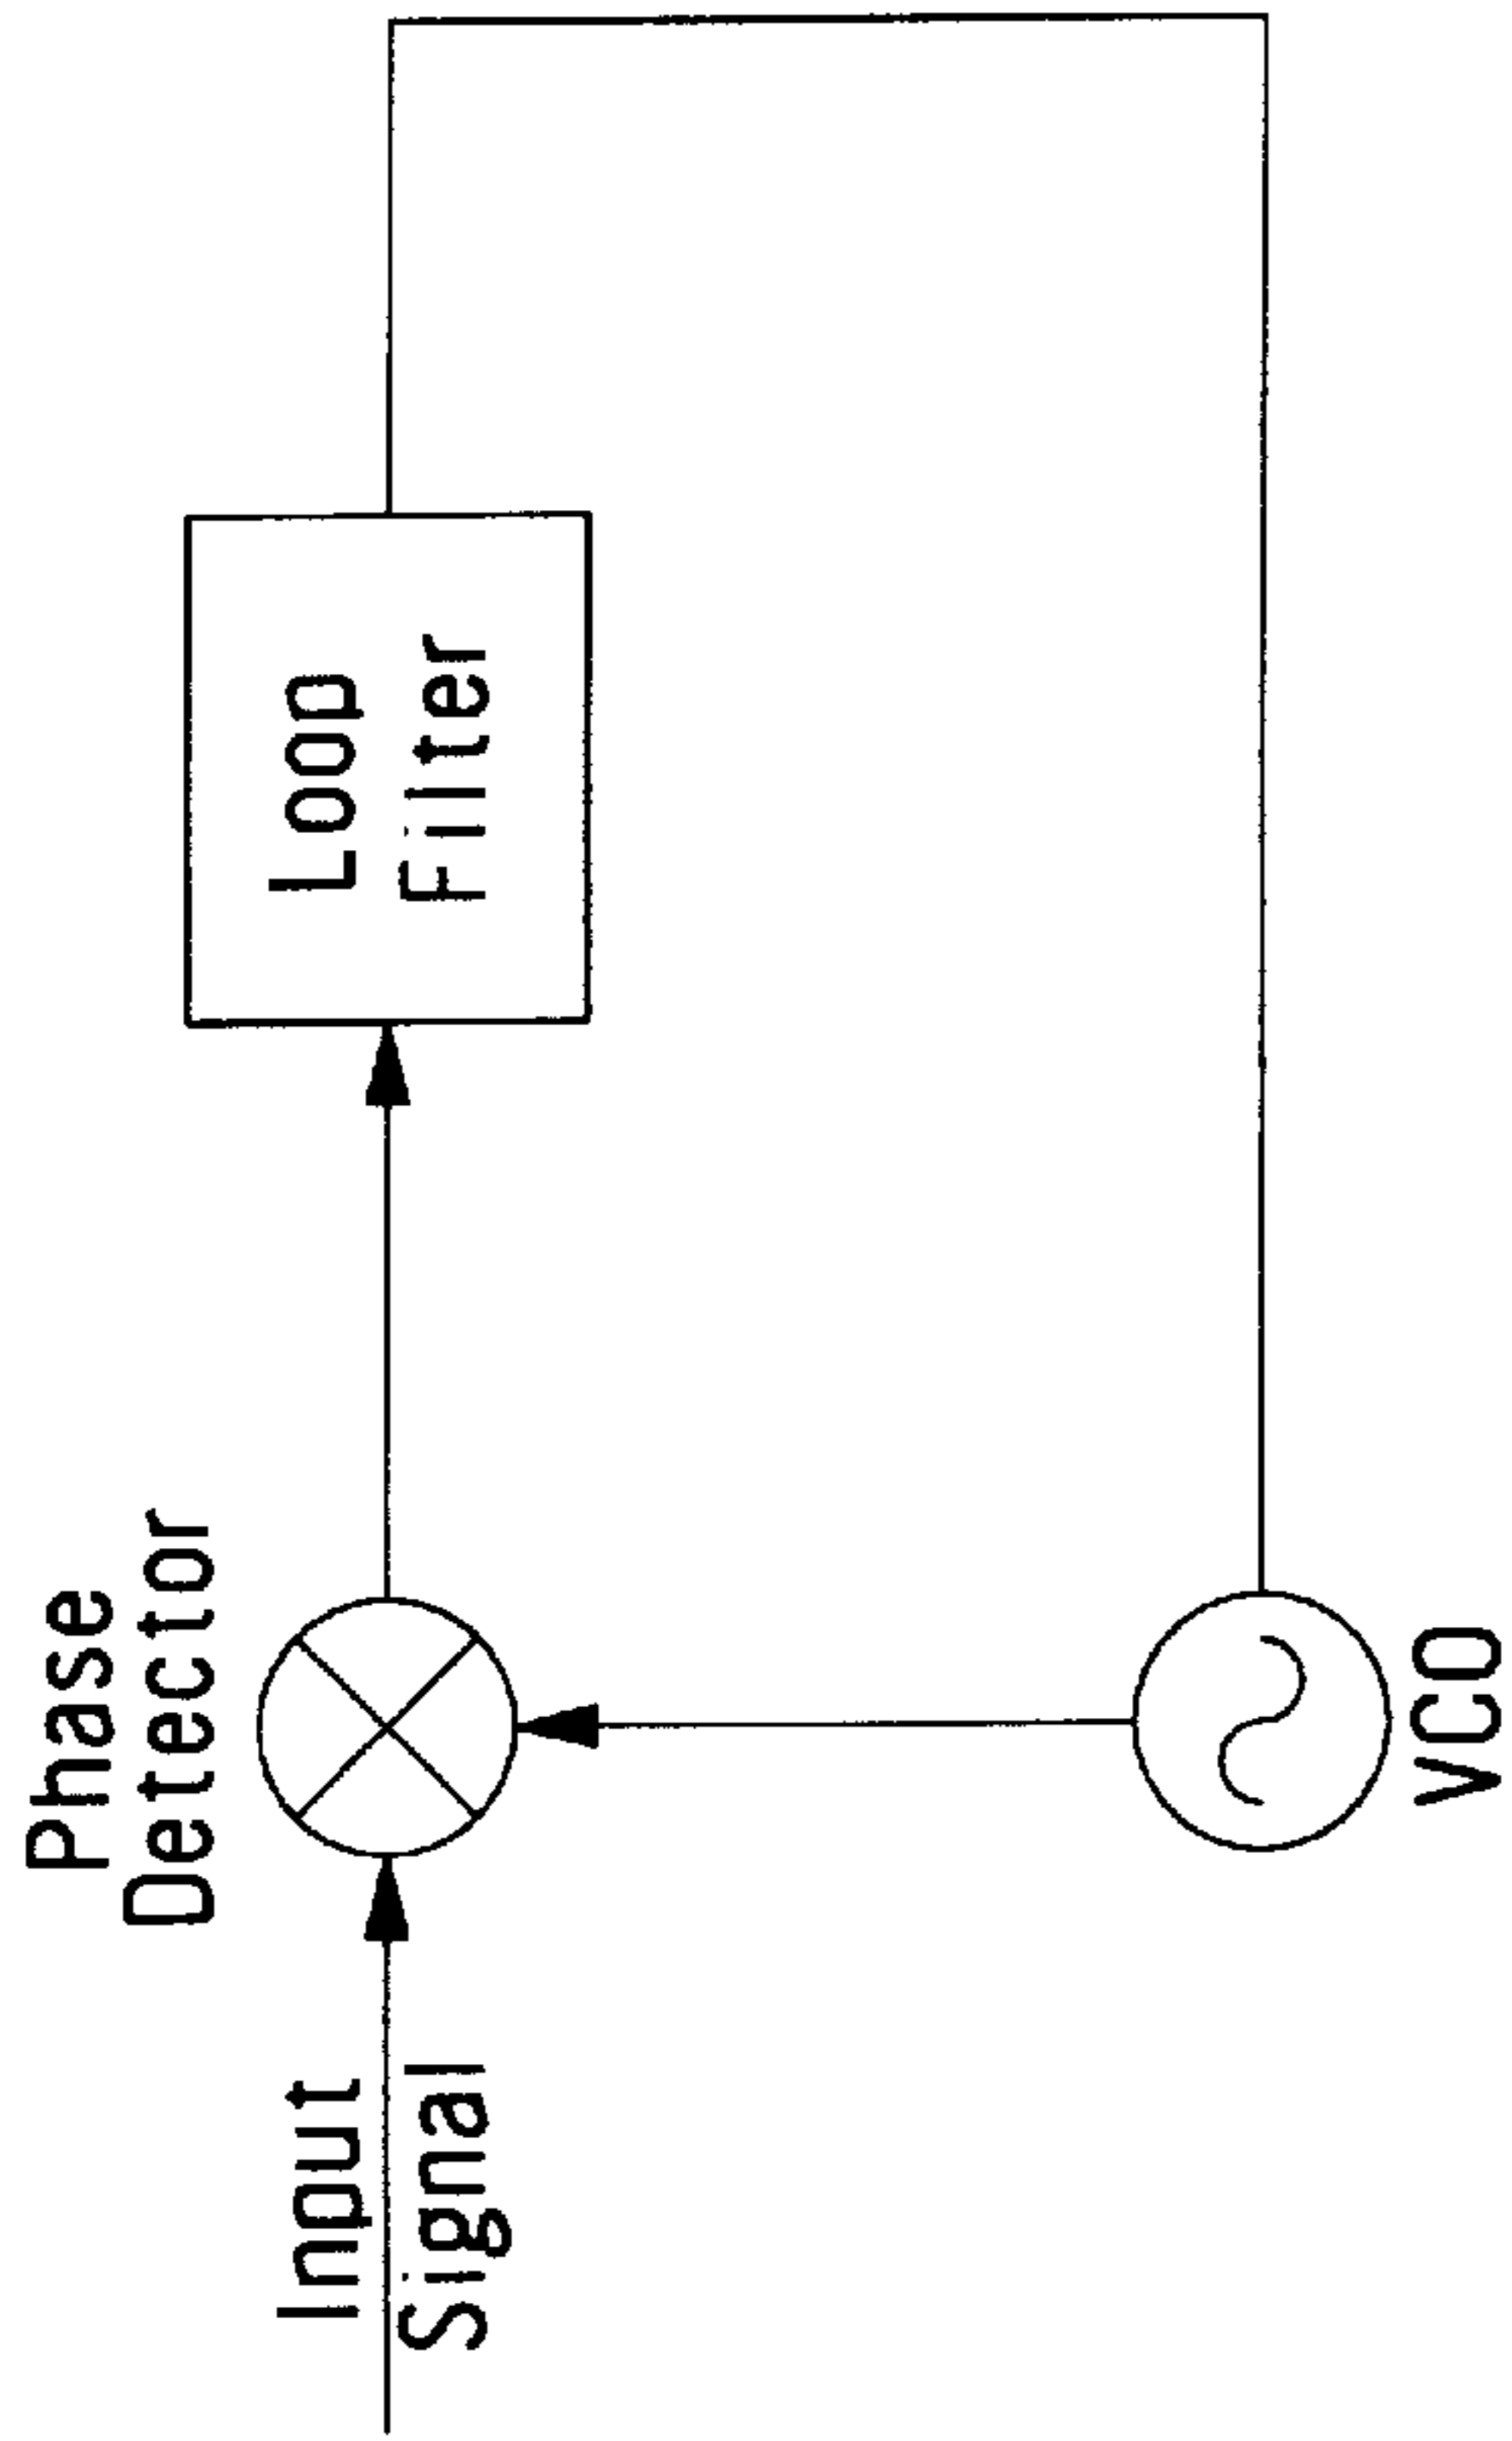 Phase
Detector
Input
Signal
Loop
Filter
VCO